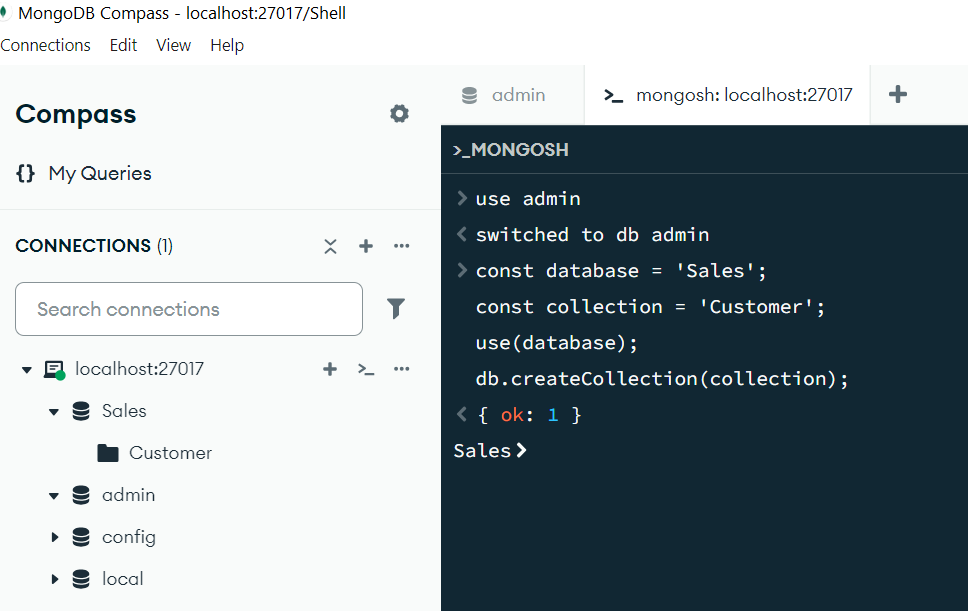 MongoDB Compass - localhost:27017/Shell
Connections Edit View Help
Compass
{} My Queries
CONNECTIONS (1)
Search connections
localhost:27017
Sales
Customer
admin
config
local
admin
>_ mongosh: localhost:27017
>_MONGOSH
> use admin
< switched to db admin
> const database = 'Sales';
const collection = 'Customer';
use(database);
db.createCollection(collection);
< { ok: 1 }
Sales>